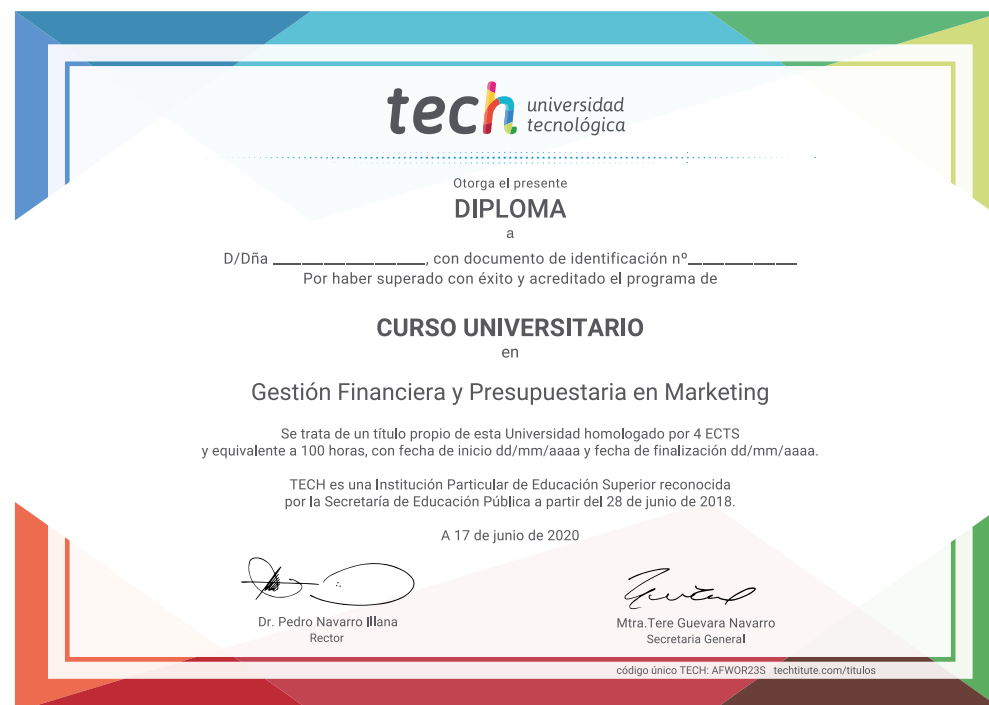 tech universidad
tecnológica
Otorga el presente
DIPLOMA
a
D/Dña __________________, con documento de identificación nº_____________
Por haber superado con éxito y acreditado el programa de
CURSO UNIVERSITARIO
en
Gestión Financiera y Presupuestaria en Marketing
Se trata de un título propio de esta Universidad homologado por 4 ECTS
y equivalente a 100 horas, con fecha de inicio dd/mm/aaaa y fecha de finalización dd/mm/aaaa.
TECH es una Institución Particular de Educación Superior reconocida
por la Secretaría de Educación Pública a partir del 28 de junio de 2018.
A 17 de junio de 2020
Dr. Pedro Navarro Illana
Rector
Mtra.Tere Guevara Navarro
Secretaria General
código único TECH: AFWOR23S techtitute.com/titulos